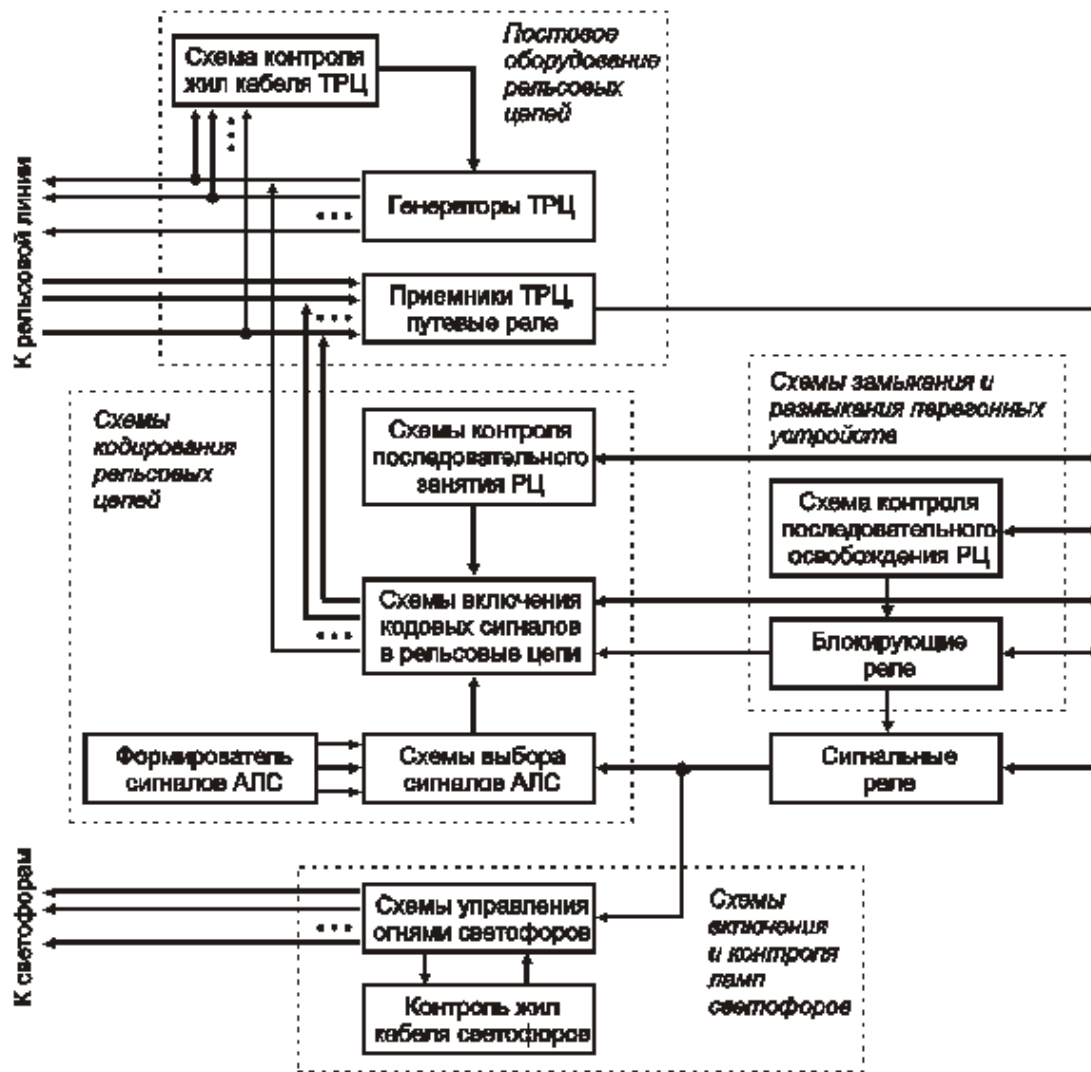 Постовое
оборудование
рельсовых
цепей
Схема контроля
жил кабеля ТРЦ
Генераторы ТРЦ
Приемники ТРЦ,
путевые реле
К рельсовой линии
Схемы
кодирования
рельсовых
цепей
Схемы контроля
последовательного
занятия РЦ
Схемы замыкания и
размыкания перегонных
устройств
Схема контроля
последовательного
освобождения РЦ
Схемы включения
кодовых сигналов
в рельсовые цепи
Блокирующие
реле
Формирователь
сигналов АЛС
Схемы выбора
сигналов АЛС
Сигнальные
реле
К светофорам
Схемы управления
огнями светофоров
Контроль жил
кабеля светофоров
Схемы
включения
и контроля
ламп
светофоров